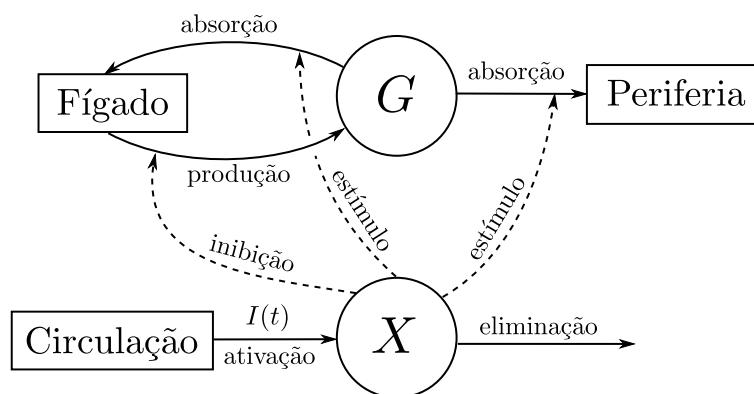 absorção
Fígado
G
absorção
Periferia
produção
estímulo
estímulo
inibição
Circulação
I(t)
ativação
X
eliminação